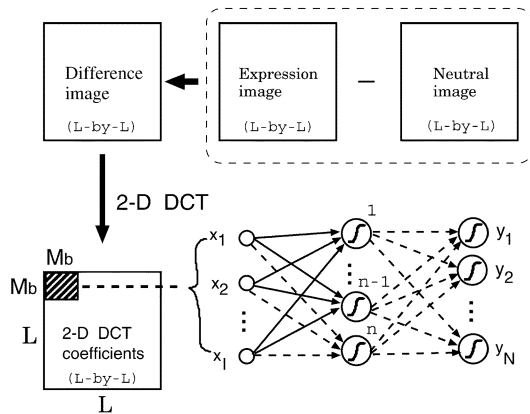 Difference
image
(L-by-L)
Expression
image
(L-by-L)
−
Neutral
image
(L-by-L)
2-D DCT
Mb
Mb
L
2-D DCT
coefficients
(L-by-L)
L
x1
x2
⋮
xI
1
⋮
n-1
n
y1
y2
⋮
yN